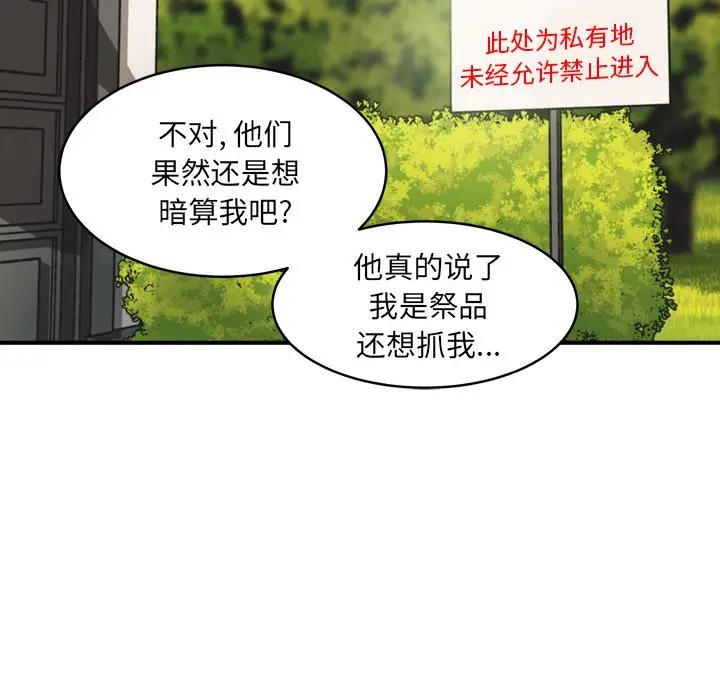 此处为私有地
未经允许禁止进入
不对, 他们
果然还是想
暗算我吧?
他真的说了
我是祭品
还想抓我...